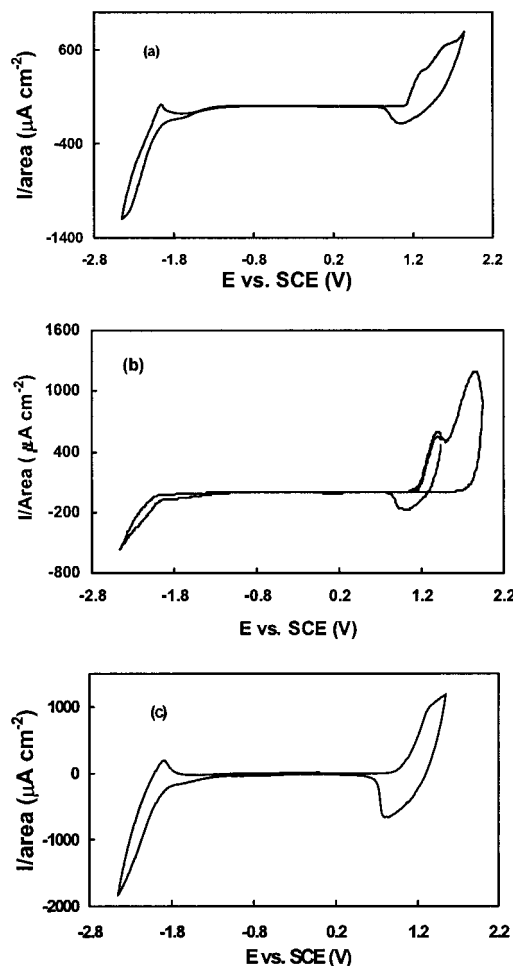 (a)
600
-400
-1400
-2.8 -1.8 -0.8 0.2 1.2 2.2
I/area (μA cm-2)
E vs. SCE (V)
(b)
1600
1000
400
-200
-800
-2.8 -1.8 -0.8 0.2 1.2 2.2
I/Area ( μA cm-2)
E vs. SCE (V)
(c)
1000
0
-1000
-2000
-2.8 -1.8 -0.8 0.2 1.2 2.2
I/area (μA cm-2)
E vs. SCE (V)